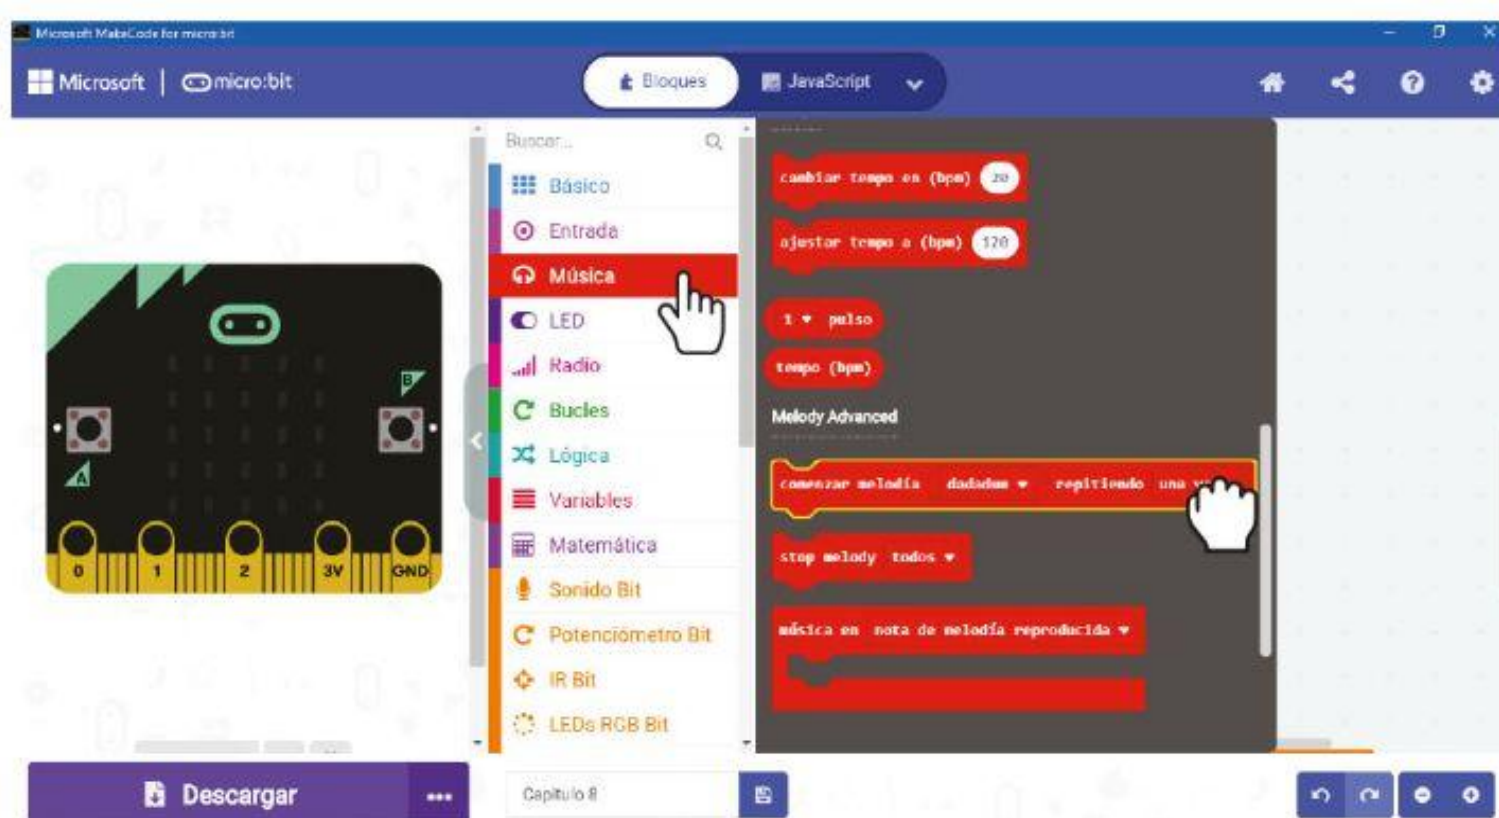 Microsoft MakeCode for micro:bit
Microsoft | micro:bit
Bloques
JavaScript
Buscar...
Básico
Entrada
Música
LED
Radio
Bucles
Lógica
Variables
Matemática
Sonido Bit
Potenciómetro Bit
IR Bit
LEDs RGB Bit
cambiar tempo en (bpm) 20
ajustar tempo a (bpm) 120
1 pulso
tempo (bpm)
Melody Advanced
comenzar melodía dadadum repitiendo una
stop melody todos
música en nota de melodía reproducida
B
A
0 1 2 3V GND
Descargar
Capitulo 8